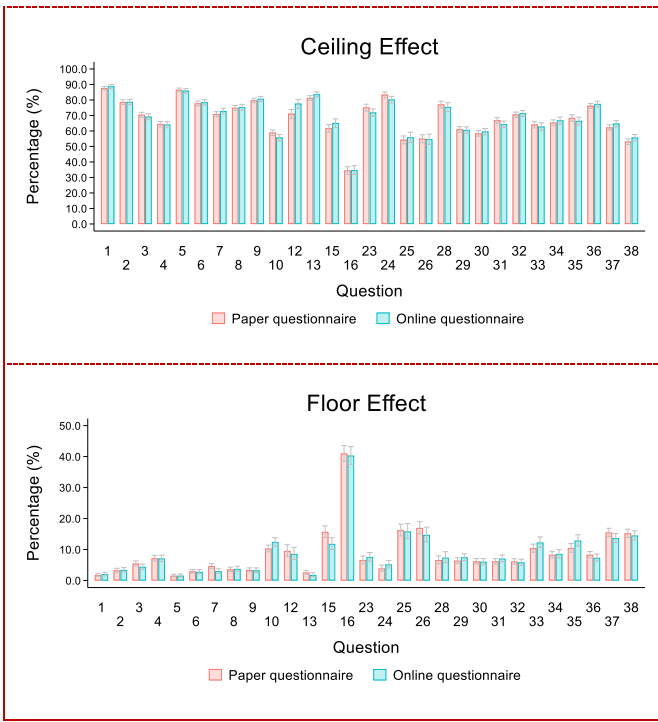 Ceiling Effect
Percentage (%)
100.0
90.0
80.0
70.0
60.0
50.0
40.0
30.0
20.0
10.0
0.0
1 3 5 7 9 12 15 23 25 28 30 32 34 36 38
2 4 6 8 10 13 16 24 26 29 31 33 35 37
Question
Paper questionnaire Online questionnaire
Floor Effect
Percentage (%)
50.0
40.0
30.0
20.0
10.0
0.0
1 3 5 7 9 12 15 23 25 28 30 32 34 36 38
2 4 6 8 10 13 16 24 26 29 31 33 35 37
Question
Paper questionnaire Online questionnaire